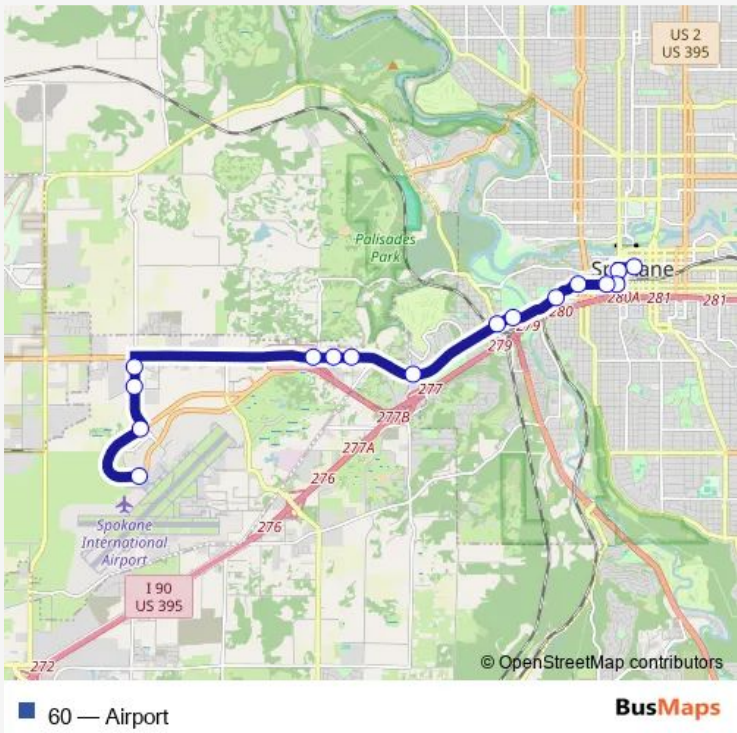 US 2
US 395
Palisades
Park
Spokane
280A
281
281
280
279
279
277
277B
277A
276
276
Spokane
International
Airport
I 90
US 395
272
© OpenStreetMap contributors
60 — Airport
BusMaps